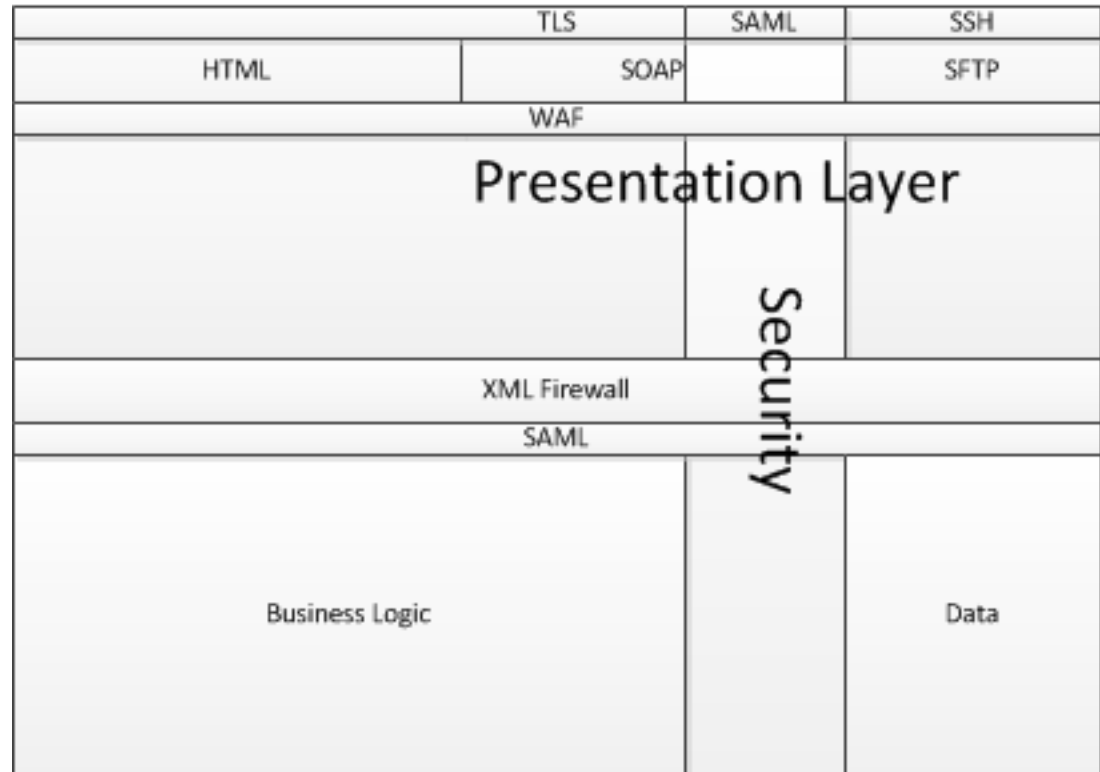 TLS SAML SSH
HTML SOAP SFTP
WAF
Presentation Layer
Security
XML Firewall
SAML
Business Logic Data